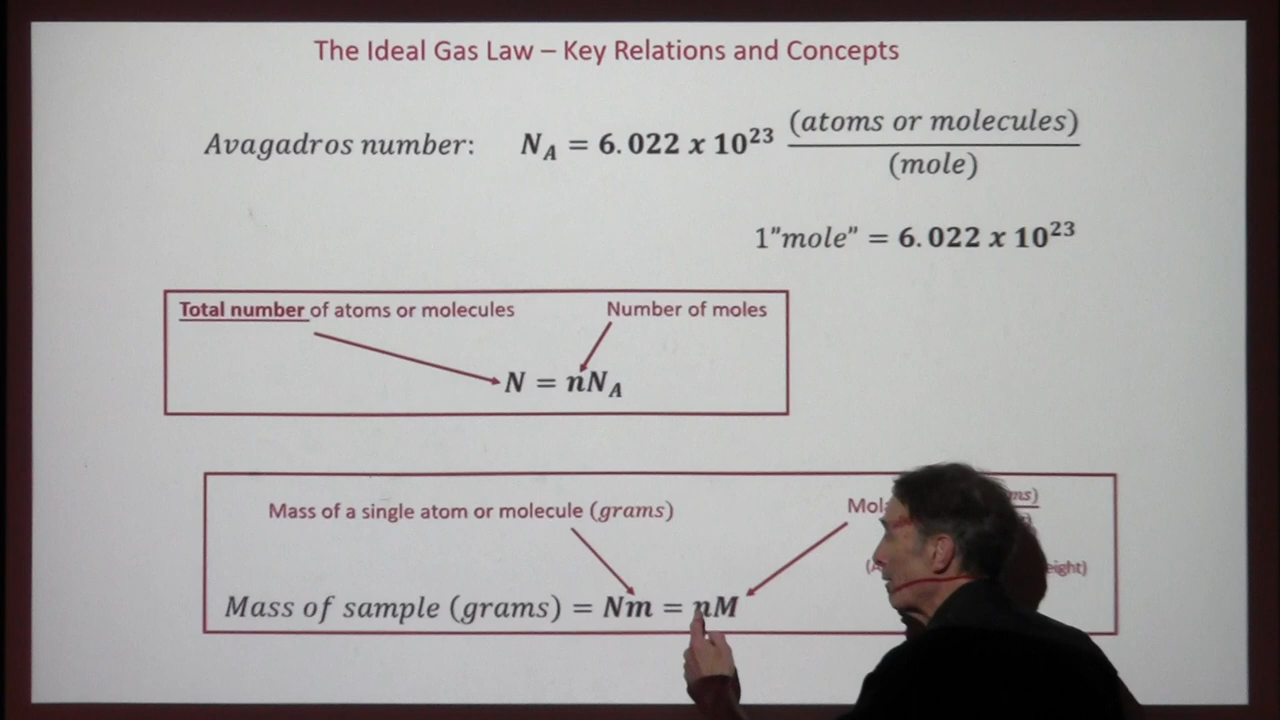 The Ideal Gas Law – Key Relations and Concepts
Avagadros number: N_A = 6.022 x 10^23 (atoms or molecules) / (mole)
1"mole" = 6.022 x 10^23
Total number of atoms or molecules Number of moles
N = nN_A
Mass of a single atom or molecule (grams)
Mass of sample (grams) = Nm = nM